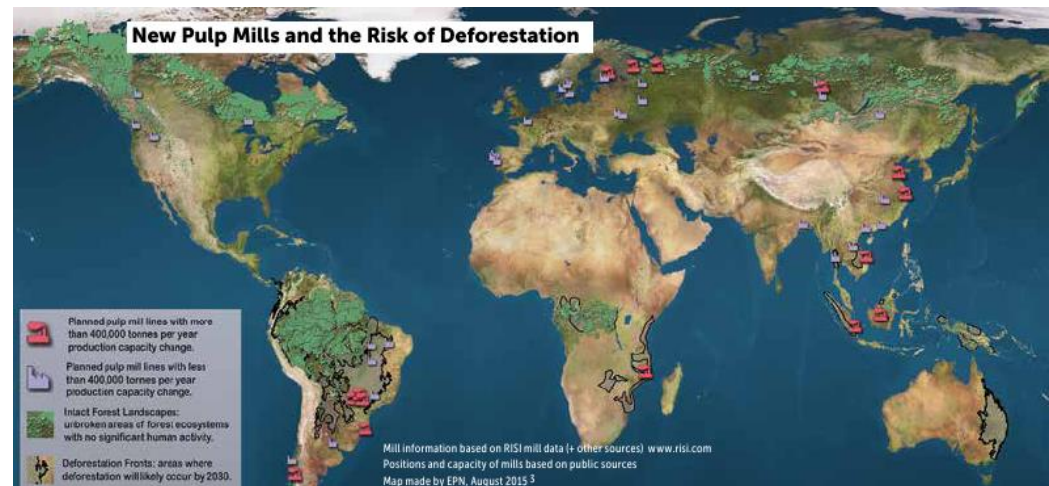 New Pulp Mills and the Risk of Deforestation
Planned pulp mill lines with more
than 400,000 tonnes per year
production capacity change.
Planned pulp mill lines with less
than 400,000 tonnes per year
production capacity change.
Intact Forest Landscapes:
unbroken areas of forest ecosystems
with no significant human activity.
Deforestation Fronts: areas where
deforestation will likely occur by 2030.
Mill information based on RISI mill data (+ other sources) www.risi.com
Positions and capacity of mills based on public sources
Map made by EPN, August 2015 3